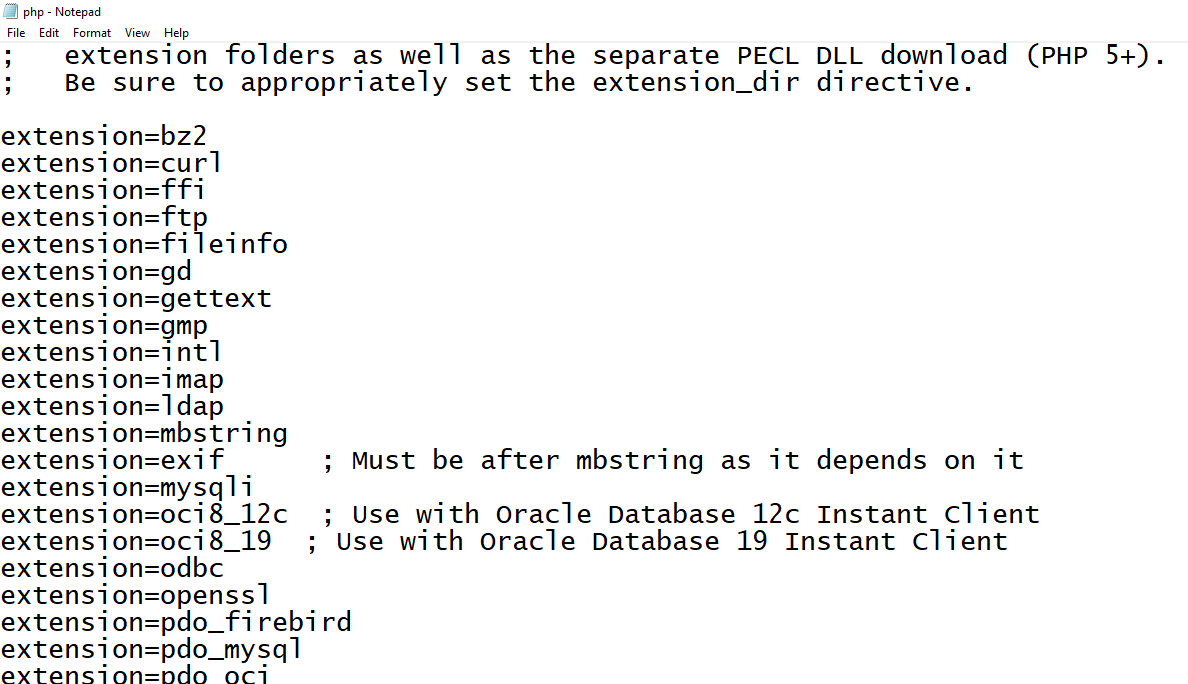 php - Notepad
File Edit Format View Help
;   extension folders as well as the separate PECL DLL download (PHP 5+).
;   Be sure to appropriately set the extension_dir directive.
extension=bz2
extension=curl
extension=ffi
extension=ftp
extension=fileinfo
extension=gd
extension=gettext
extension=gmp
extension=intl
extension=imap
extension=ldap
extension=mbstring
extension=exif      ; Must be after mbstring as it depends on it
extension=mysqli
extension=oci8_12c  ; Use with Oracle Database 12c Instant Client
extension=oci8_19  ; Use with Oracle Database 19 Instant Client
extension=odbc
extension=openssl
extension=pdo_firebird
extension=pdo_mysql
extension=pdo_oci